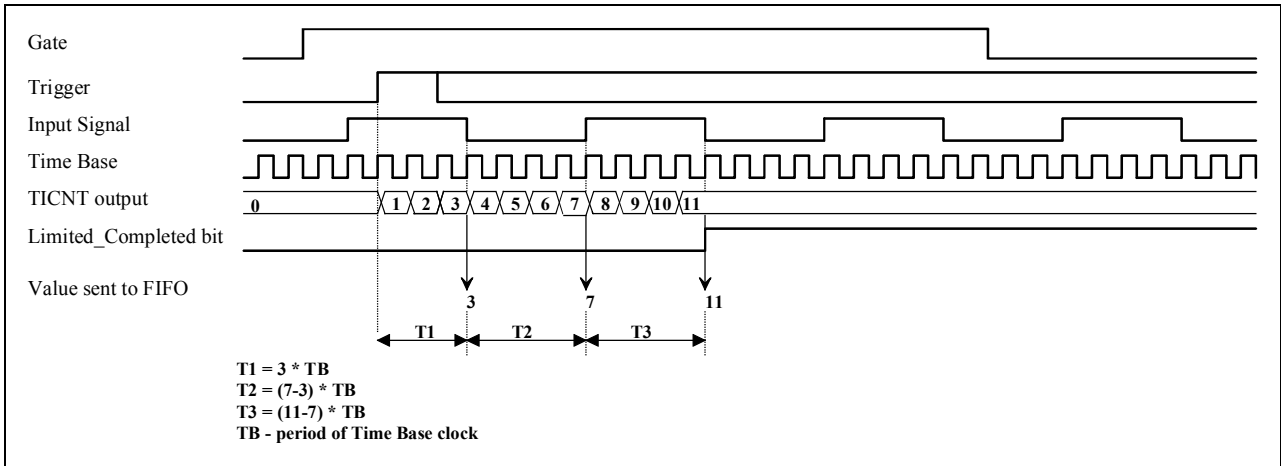 Gate
Trigger
Input Signal
Time Base
TICNT output 0 1 2 3 4 5 6 7 8 9 10 11
Limited_Completed bit
Value sent to FIFO 3 7 11
T1 T2 T3
T1 = 3 * TB
T2 = (7-3) * TB
T3 = (11-7) * TB
TB - period of Time Base clock